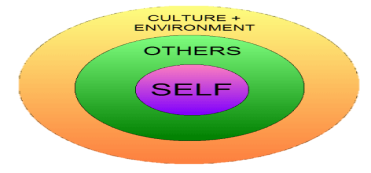 CULTURE +
ENVIRONMENT
OTHERS
SELF